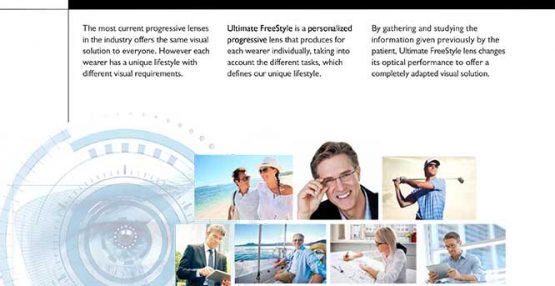 The most current progressive lenses
in the industry offers the same visual
solution to everyone. However each
wearer has a unique lifestyle with
different visual requirements.
Ultimate FreeStyle is a personalized
progressive lens that produces for
each wearer individually, taking into
account the different tasks, which
defines our unique lifestyle.
By gathering and studying the
information given previously by the
patient, Ultimate FreeStyle lens changes
its optical performance to offer a
completely adapted visual solution.